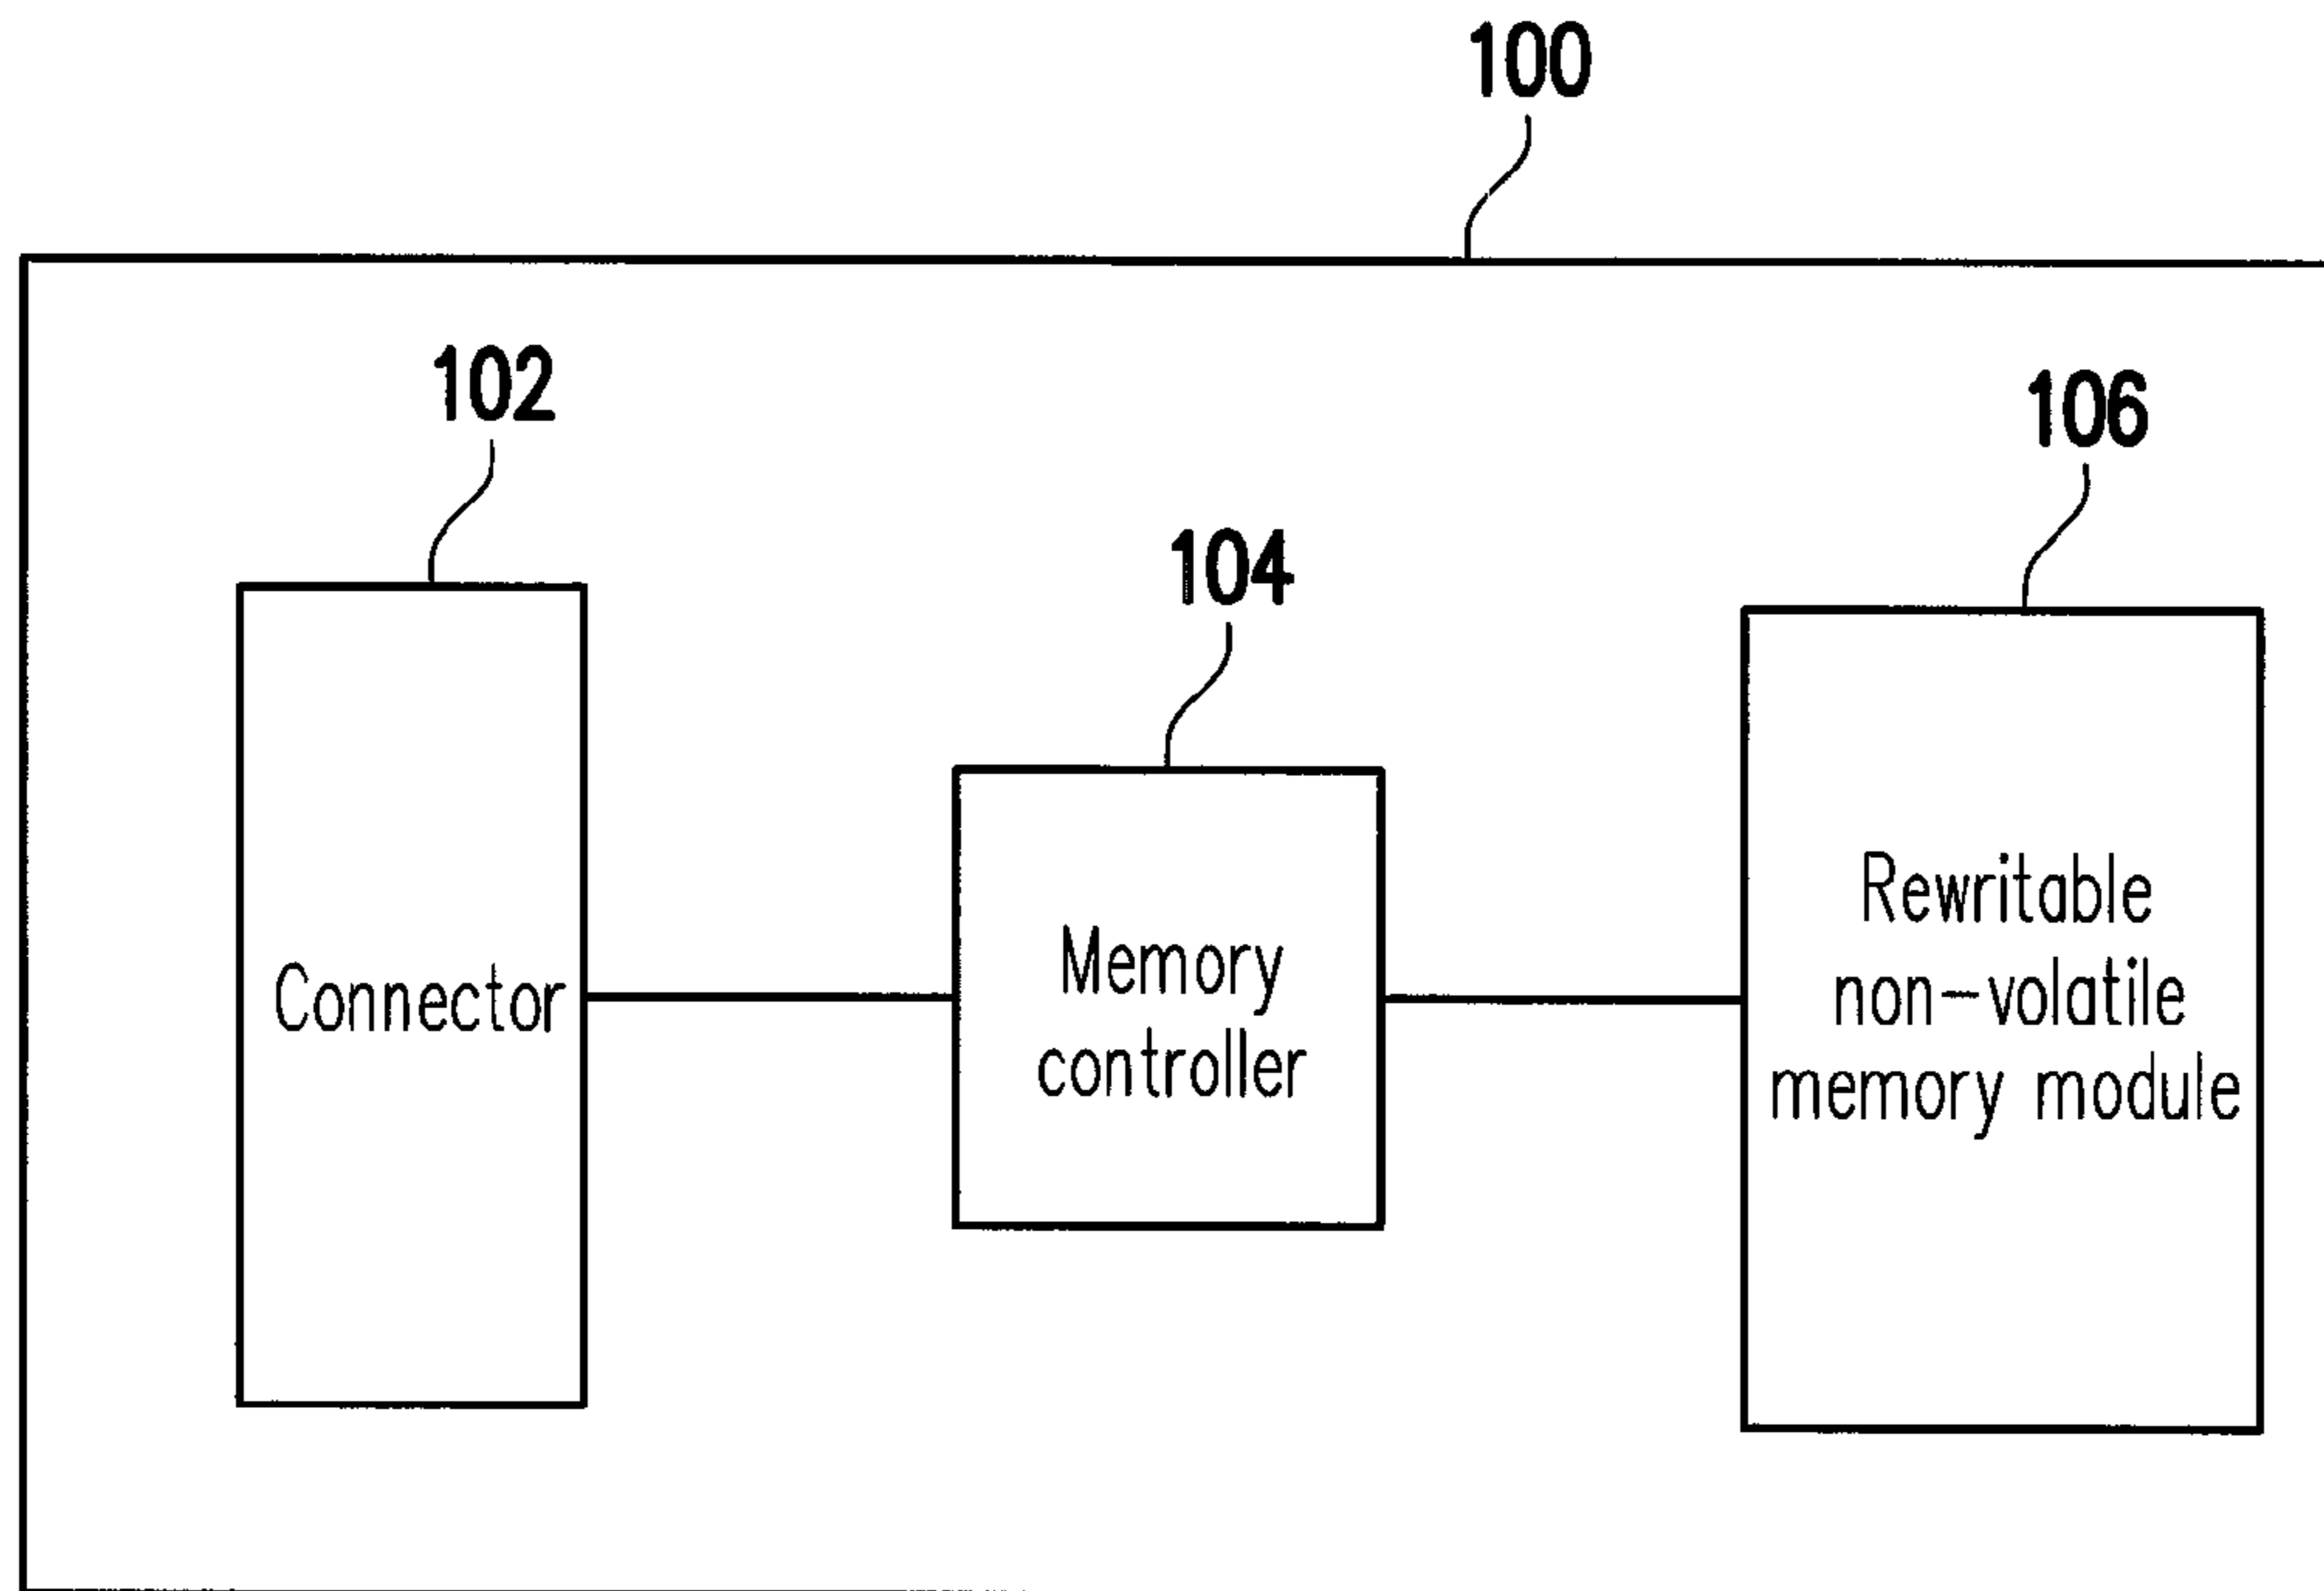 100
102
106
104
Connector
Memory
controller
Rewritable
non-volatile
memory module